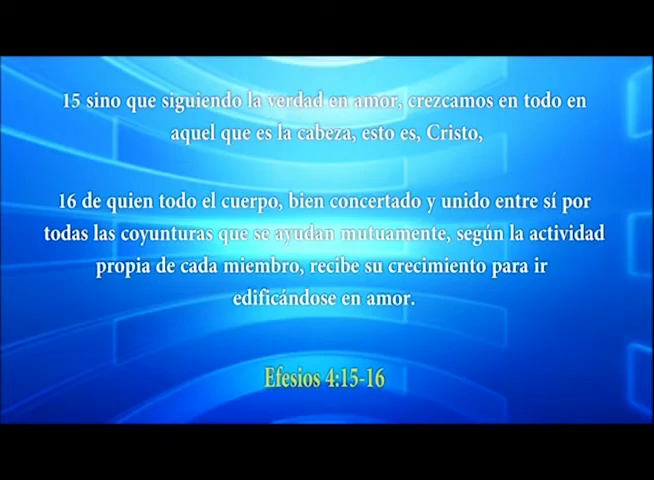 15 sino que siguiendo la verdad en amor, crezcamos en todo en
aquel que es la cabeza, esto es, Cristo,
16 de quien todo el cuerpo, bien concertado y unido entre sí por
todas las coyunturas que se ayudan mutuamente, según la actividad
propia de cada miembro, recibe su crecimiento para ir
edificándose en amor.
Efesios 4:15-16